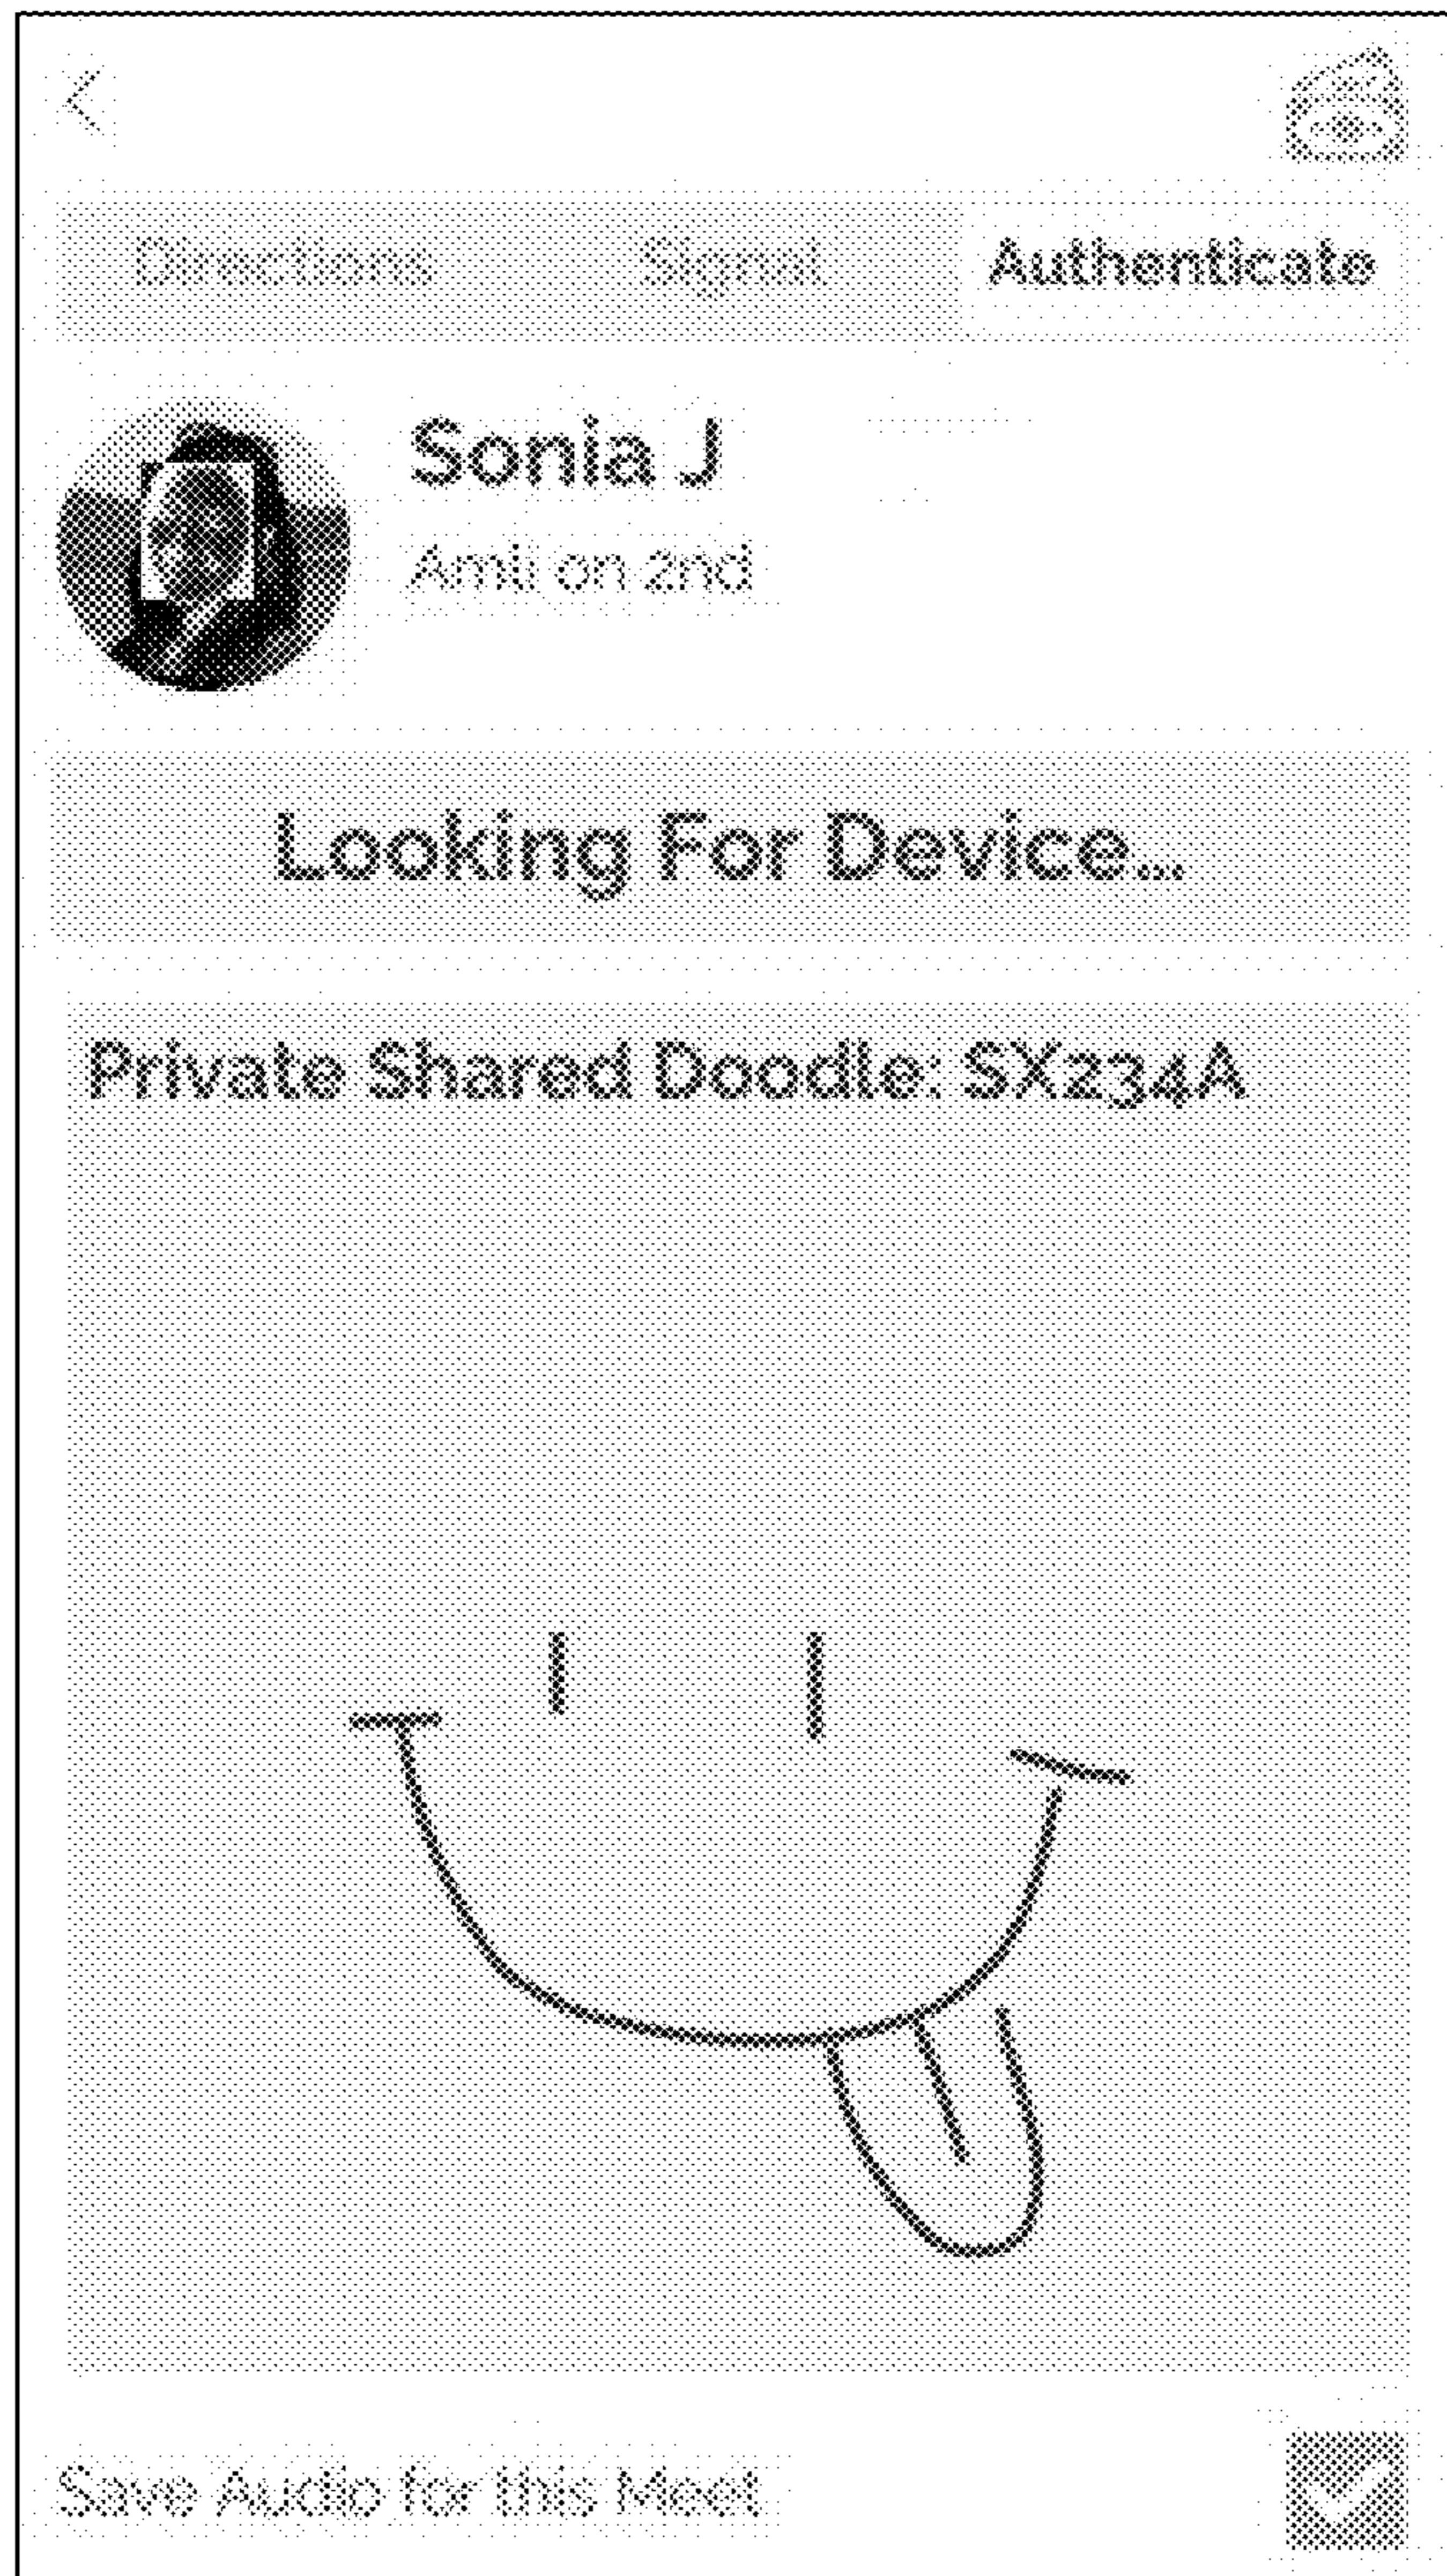 Directions Signal Authenticate
Sonia J
Amli on 2nd
Looking For Device...
Private Shared Doodle: SX234A
Save Audio for this Meet